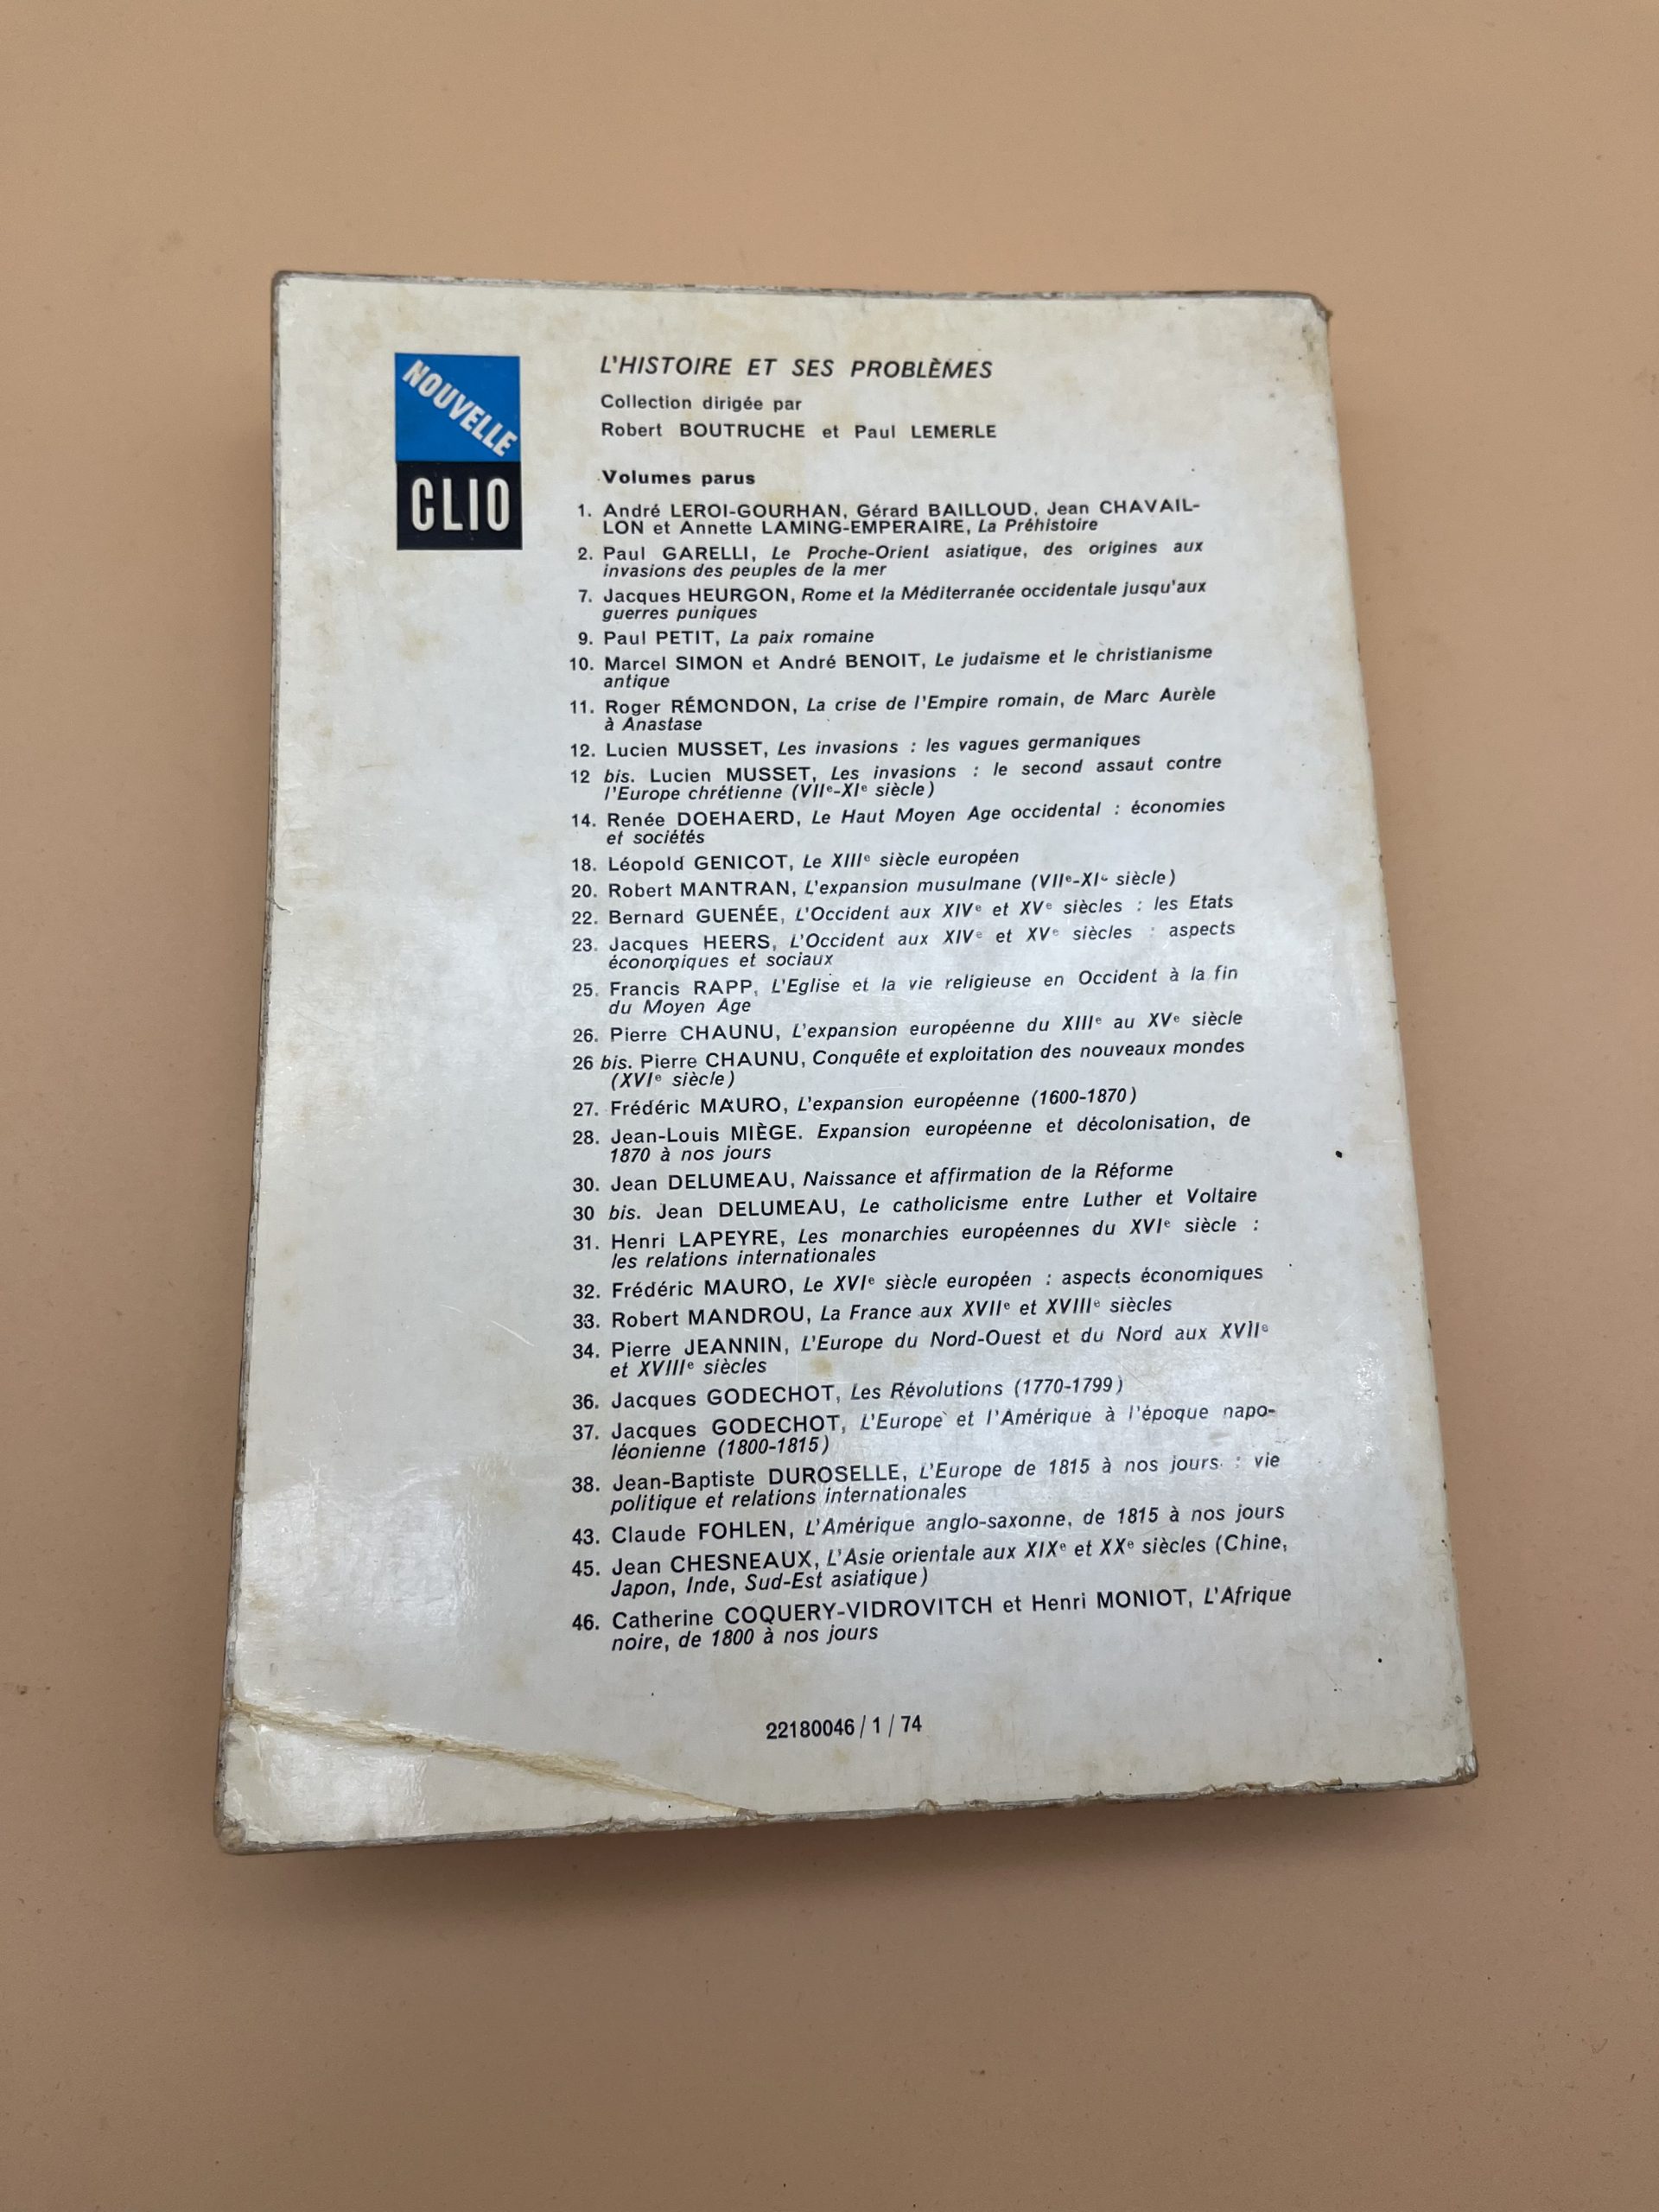 NOUVELLE
CLIO
L'HISTOIRE ET SES PROBLÈMES
Collection dirigée par
Robert BOUTRUCHE et Paul LEMERLE
Volumes parus
1. André LEROI-GOURHAN, Gérard BAILLOUD, Jean CHAVAIL-
LON et Annette LAMING-EMPERAIRE, La Préhistoire
2. Paul GARELLI, Le Proche-Orient asiatique, des origines aux
invasions des peuples de la mer
7. Jacques HEURGON, Rome et la Méditerranée occidentale jusqu'aux
guerres puniques
9. Paul PETIT, La paix romaine
10. Marcel SIMON et André BENOIT, Le judaïsme et le christianisme
antique
11. Roger RÉMONDON, La crise de l'Empire romain, de Marc Aurèle
à Anastase
12. Lucien MUSSET, Les invasions : les vagues germaniques
12 bis. Lucien MUSSET, Les invasions : le second assaut contre
l'Europe chrétienne (VIIe-XIe siècle)
14. Renée DOEHAERD, Le Haut Moyen Age occidental : économies
et sociétés
18. Léopold GENICOT, Le XIIIe siècle européen
20. Robert MANTRAN, L'expansion musulmane (VIIe-XIe siècle)
22. Bernard GUENÉE, L'Occident aux XIVe et XVe siècles : les Etats
23. Jacques HEERS, L'Occident aux XIVe et XVe siècles : aspects
économiques et sociaux
25. Francis RAPP, L'Eglise et la vie religieuse en Occident à la fin
du Moyen Age
26. Pierre CHAUNU, L'expansion européenne du XIIIe au XVe siècle
26 bis. Pierre CHAUNU, Conquête et exploitation des nouveaux mondes
(XVIe siècle)
27. Frédéric MAURO, L'expansion européenne (1600-1870)
28. Jean-Louis MIÈGE. Expansion européenne et décolonisation, de
1870 à nos jours
30. Jean DELUMEAU, Naissance et affirmation de la Réforme
30 bis. Jean DELUMEAU, Le catholicisme entre Luther et Voltaire
31. Henri LAPEYRE, Les monarchies européennes du XVIe siècle :
les relations internationales
32. Frédéric MAURO, Le XVIe siècle européen : aspects économiques
33. Robert MANDROU, La France aux XVIIe et XVIIIe siècles
34. Pierre JEANNIN, L'Europe du Nord-Ouest et du Nord aux XVIIe
et XVIIIe siècles
36. Jacques GODECHOT, Les Révolutions (1770-1799)
37. Jacques GODECHOT, L'Europe et l'Amérique à l'époque napo-
léonienne (1800-1815)
38. Jean-Baptiste DUROSELLE, L'Europe de 1815 à nos jours : vie
politique et relations internationales
43. Claude FOHLEN, L'Amérique anglo-saxonne, de 1815 à nos jours
45. Jean CHESNEAUX, L'Asie orientale aux XIXe et XXe siècles (Chine,
Japon, Inde, Sud-Est asiatique)
46. Catherine COQUERY-VIDROVITCH et Henri MONIOT, L'Afrique
noire, de 1800 à nos jours
22180046 / 1 / 74